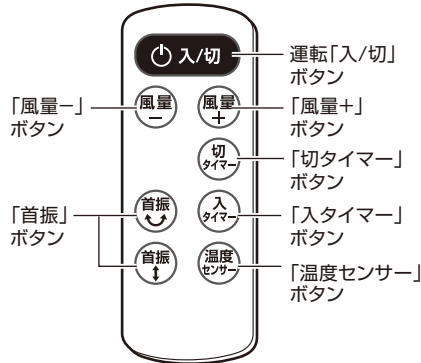 入/切
運転「入/切」
ボタン
「風量−」
ボタン
風量
−
風量
+
「風量+」
ボタン
切
タイマー
「切タイマー」
ボタン
「首振」
ボタン
首振
入
タイマー
「入タイマー」
ボタン
首振
温度
センサー
「温度センサー」
ボタン